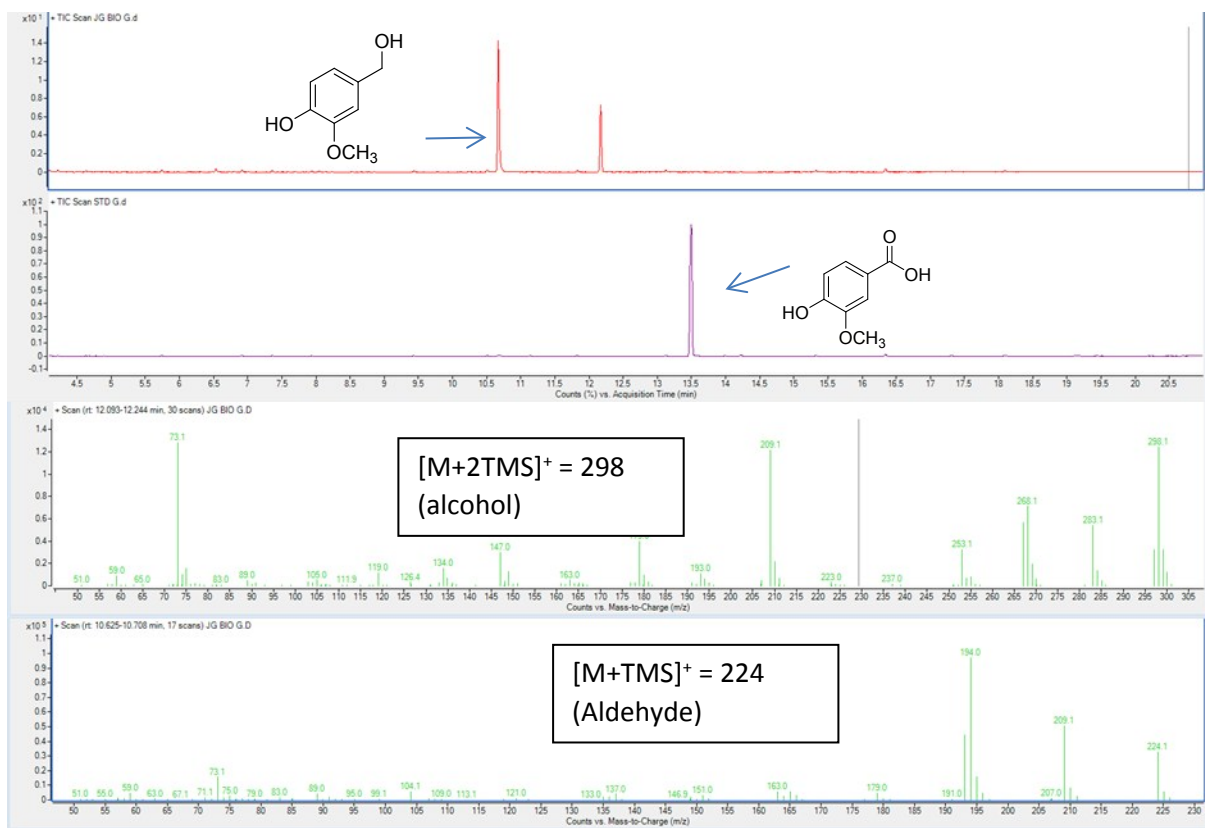 x10¹ + TIC Scan JG BIO G.d
1.4
1.2
1
0.8
0.6
0.4
0.2
0
OH
HO
OCH3
x10² + TIC Scan STD G.d
1.1
1
0.9
0.8
0.7
0.6
0.5
0.4
0.3
0.2
0.1
0
-0.1
O
OH
HO
OCH3
4.5 5 5.5 6 6.5 7 7.5 8 8.5 9 9.5 10 10.5 11 11.5 12 12.5 13 13.5 14 14.5 15 15.5 16 16.5 17 17.5 18 18.5 19 19.5 20 20.5
Counts (%) vs. Acquisition Time (min)
x10⁴ + Scan (rt: 12.093-12.244 min, 30 scans) JG BIO G.D
1.4
1.2
1
0.8
0.6
0.4
0.2
0
73.1 209.1 298.1
268.1
283.1
147.0 253.1
134.0
51.0 59.0 65.0 83.0 89.0 105.0 111.9 119.0 126.4 163.0 193.0 223.0 237.0
[M+2TMS]⁺ = 298
(alcohol)
50 55 60 65 70 75 80 85 90 95 100 105 110 115 120 125 130 135 140 145 150 155 160 165 170 175 180 185 190 195 200 205 210 215 220 225 230 235 240 245 250 255 260 265 270 275 280 285 290 295 300 305
Counts vs. Mass-to-Charge (m/z)
x10⁵ + Scan (rt: 10.625-10.708 min, 17 scans) JG BIO G.D
1.1
1
0.9
0.8
0.7
0.6
0.5
0.4
0.3
0.2
0.1
0
[M+TMS]⁺ = 224
(Aldehyde)
194.0
209.1
224.1
51.0 55.0 59.0 63.0 67.1 71.1 73.1 75.0 79.0 83.0 89.0 95.0 99.1 104.1 109.0 113.1 121.0 133.0 137.0 146.9 151.0 163.0 179.0 191.0 207.0
50 55 60 65 70 75 80 85 90 95 100 105 110 115 120 125 130 135 140 145 150 155 160 165 170 175 180 185 190 195 200 205 210 215 220 225 230
Counts vs. Mass-to-Charge (m/z)